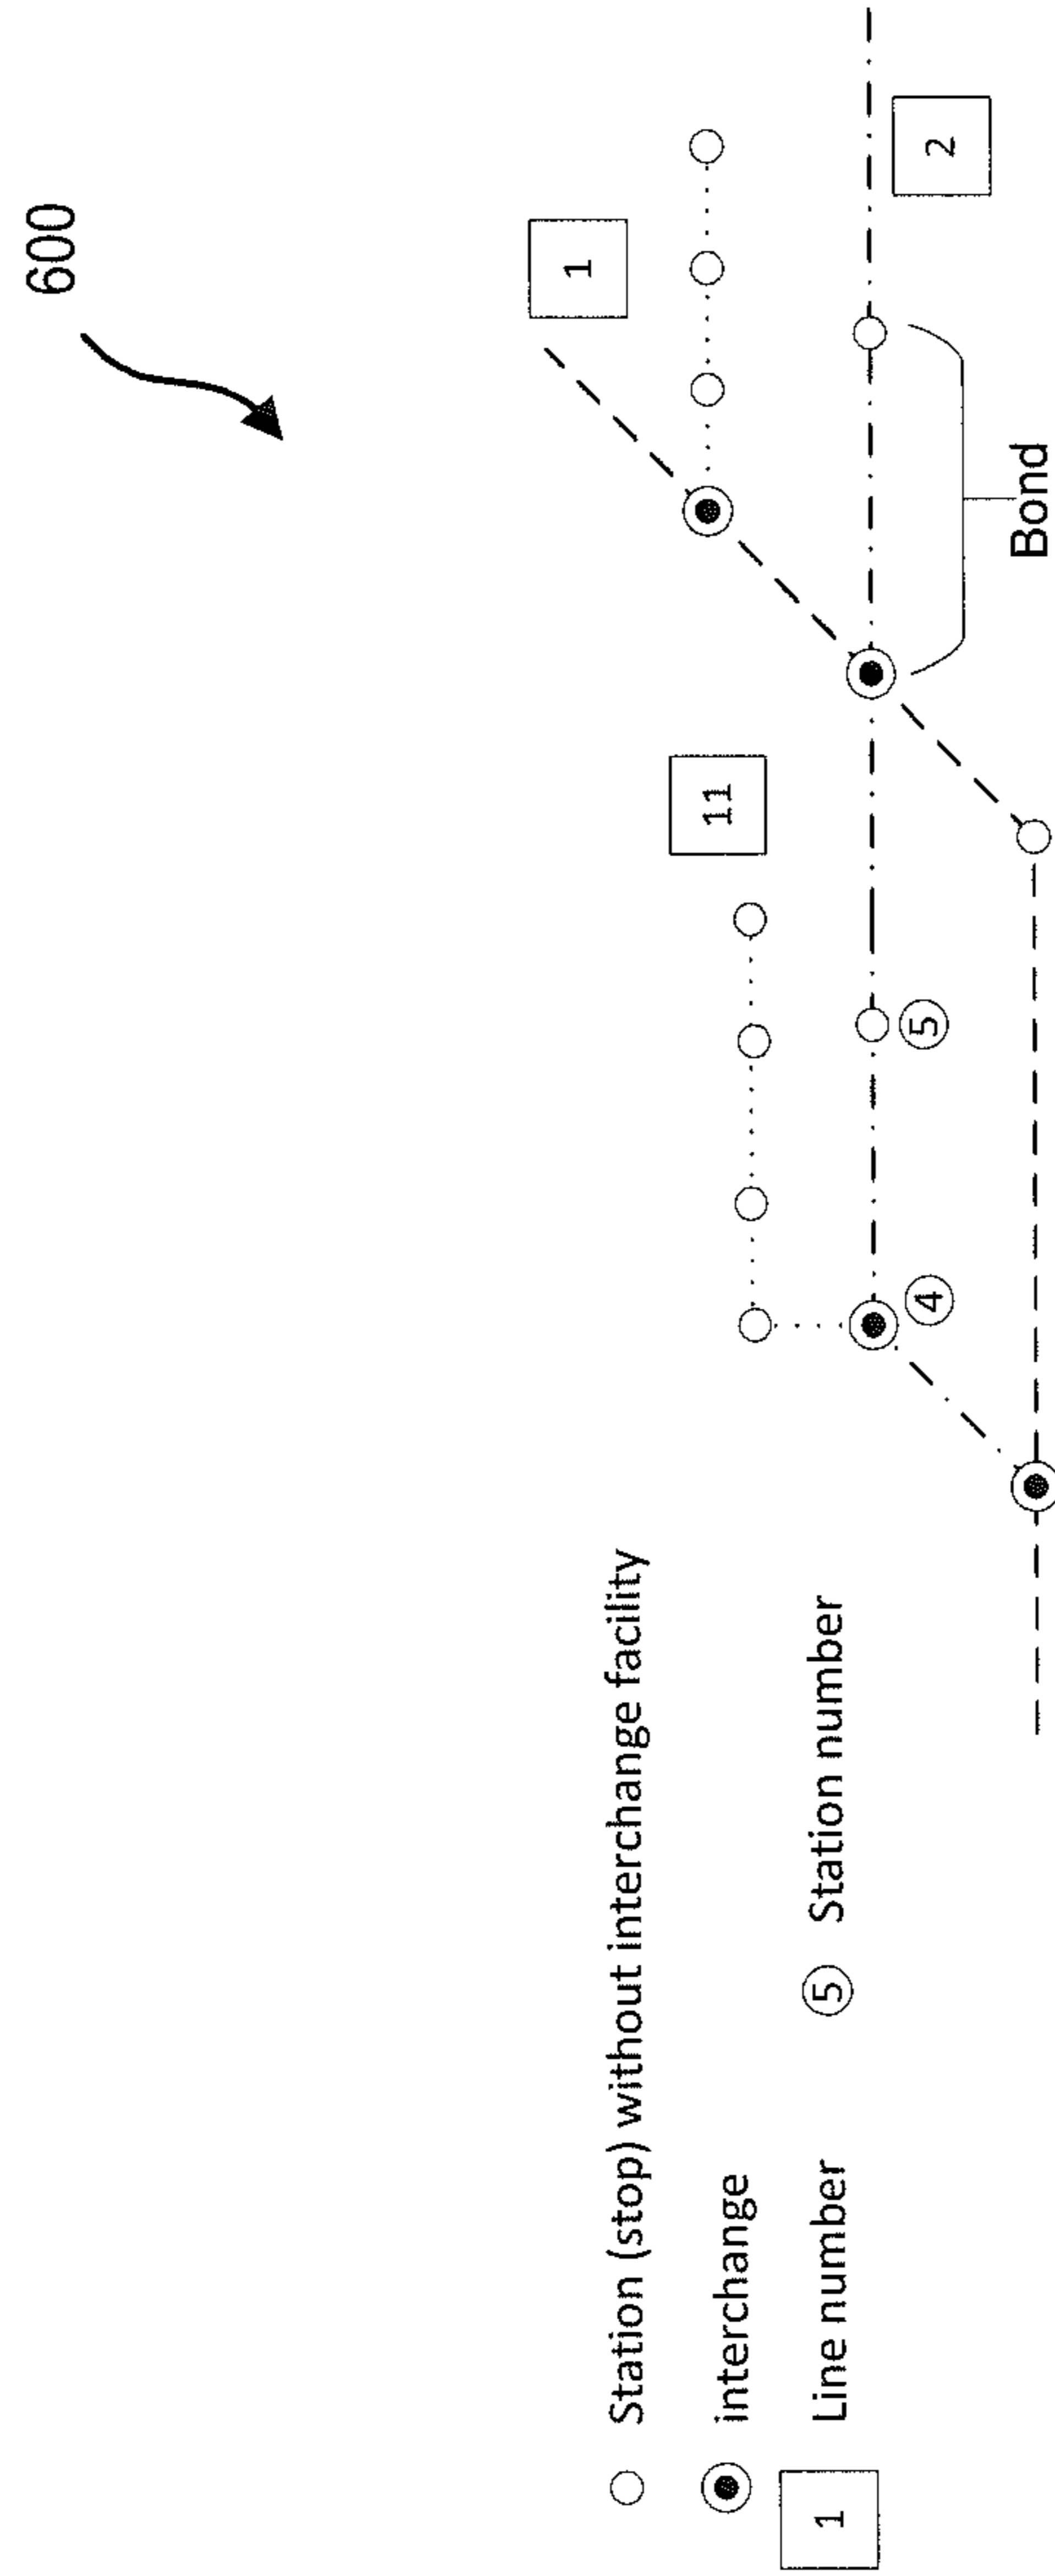 600
1
2
11
Bond
5
4
Station (stop) without interchange facility
interchange
1 Line number
5 Station number